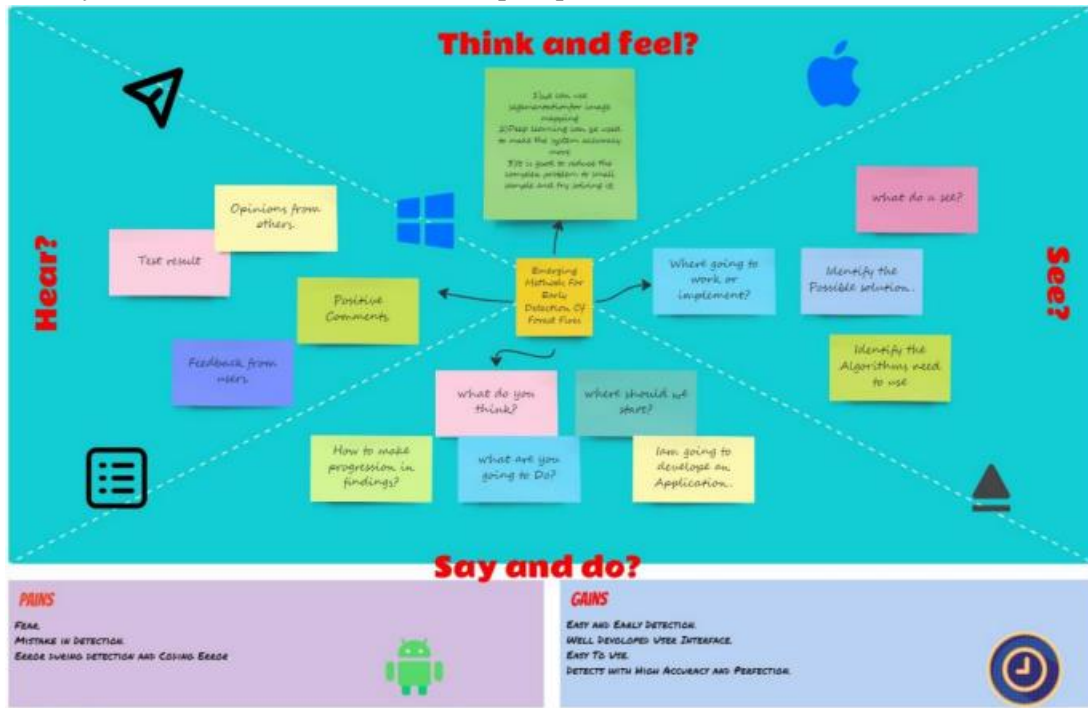 Think and feel?
1)we can use
segmentation for image
mapping
2)Deep learning can be used
to make the system accuracy
more
3)It is good to reduce the
complex problem to small
sample and try solving it
Hear?
Opinions from
others.
Test result
Positive
Comments
Feedback from
users.
Emerging
Methods For
Early
Detection Of
Forest Fires
See?
what do u see?
Where going to
work or
implement?
Identify the
Possible solution.
Identify the
Algorithms need
to use
what do you
think?
where should we
start?
How to make
progression in
findings?
what are you
going to Do?
Iam going to
develope an
Application.
Say and do?
PAINS
FEAR.
MISTAKE IN DETECTION.
ERROR DURING DETECTION AND CODING ERROR
GAINS
EASY AND EARLY DETECTION.
WELL DEVOLOPED USER INTERFACE.
EASY TO USE.
DETECTS WITH HIGH ACCURACY AND PERFECTION.